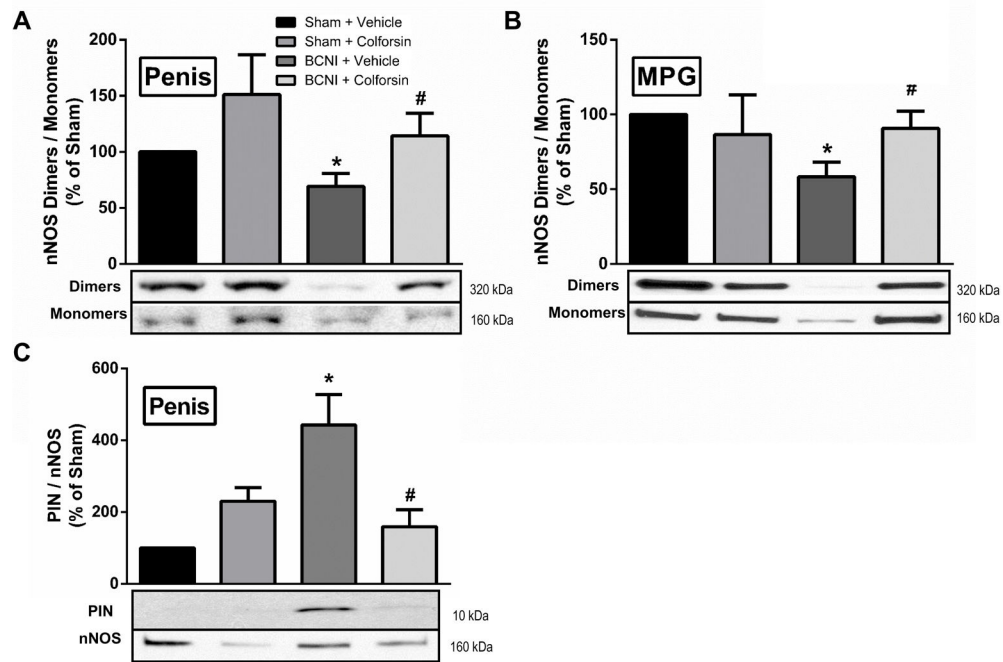 A
nNOS Dimers / Monomers
(% of Sham)
200
150
100
50
0
Penis
Sham + Vehicle
Sham + Colforsin
BCNI + Vehicle
BCNI + Colforsin
*
#
Dimers
320 kDa
Monomers
160 kDa
B
nNOS Dimers / Monomers
(% of Sham)
150
100
50
0
MPG
*
#
Dimers
320 kDa
Monomers
160 kDa
C
PIN / nNOS
(% of Sham)
600
400
200
0
Penis
*
#
PIN
10 kDa
nNOS
160 kDa